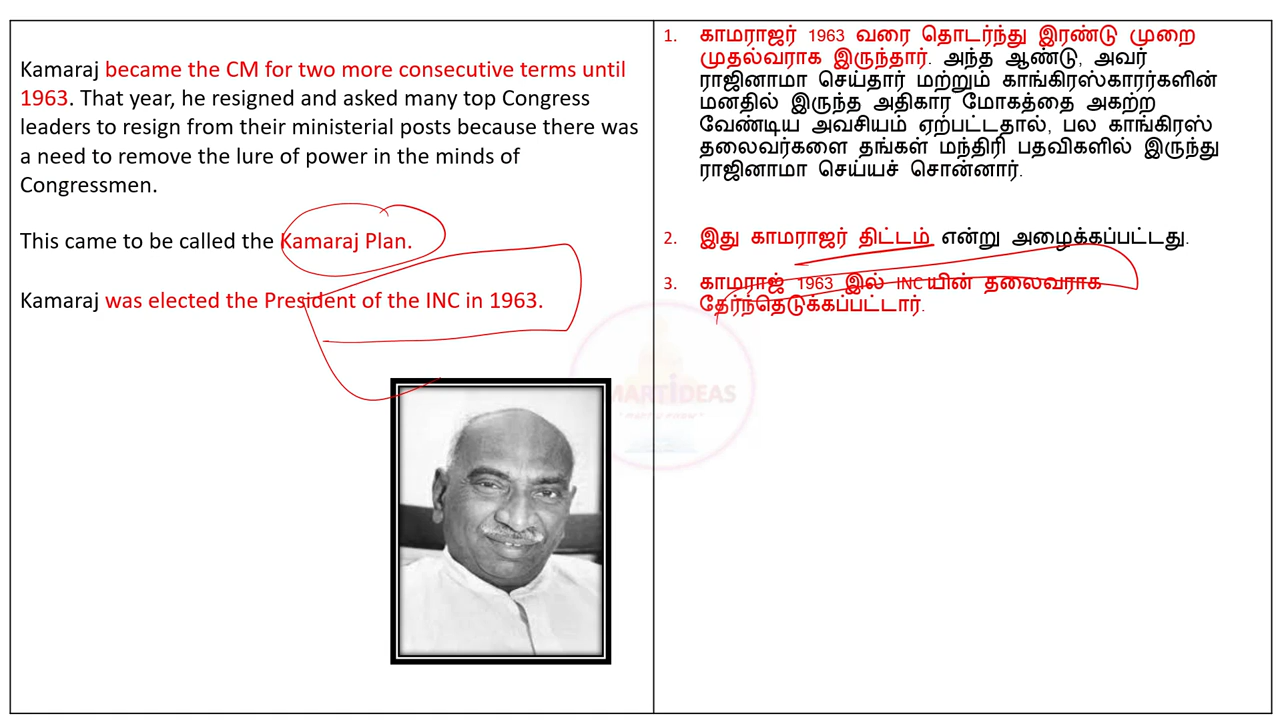 Kamaraj became the CM for two more consecutive terms until
1963. That year, he resigned and asked many top Congress
leaders to resign from their ministerial posts because there was
a need to remove the lure of power in the minds of
Congressmen.
This came to be called the Kamaraj Plan.
Kamaraj was elected the President of the INC in 1963.
1. காமராஜர் 1963 வரை தொடர்ந்து இரண்டு முறை
முதல்வராக இருந்தார். அந்த ஆண்டு, அவர்
ராஜினாமா செய்தார் மற்றும் காங்கிரஸ்காரர்களின்
மனதில் இருந்த அதிகார மோகத்தை அகற்ற
வேண்டிய அவசியம் ஏற்பட்டதால், பல காங்கிரஸ்
தலைவர்களை தங்கள் மந்திரி பதவிகளில் இருந்து
ராஜினாமா செய்யச் சொன்னார்.
2. இது காமராஜர் திட்டம் என்று அழைக்கப்பட்டது.
3. காமராஜ் 1963 இல் INCயின் தலைவராக
தேர்ந்தெடுக்கப்பட்டார்.
MARTIDEAS